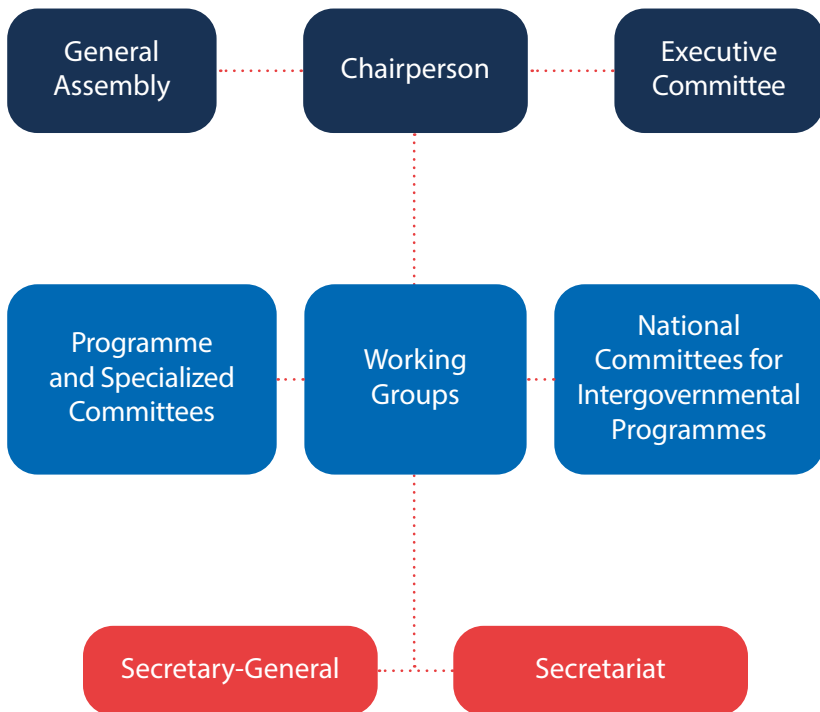 General
Assembly
Chairperson
Executive
Committee
Programme
and Specialized
Committees
Working
Groups
National
Committees for
Intergovernmental
Programmes
Secretary-General
Secretariat